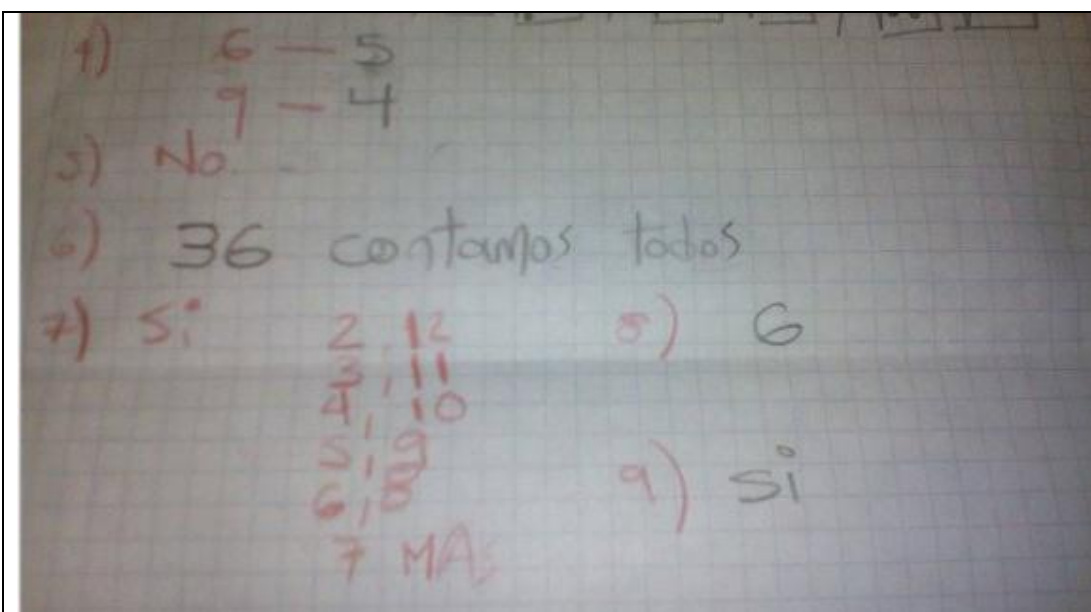 4) 6 — 5
9 — 4
5) No
6) 36 contamos todos
7) Si 2, 12 8) 6
3, 11
4, 10
5, 9
6, 8 9) si
7 MAS